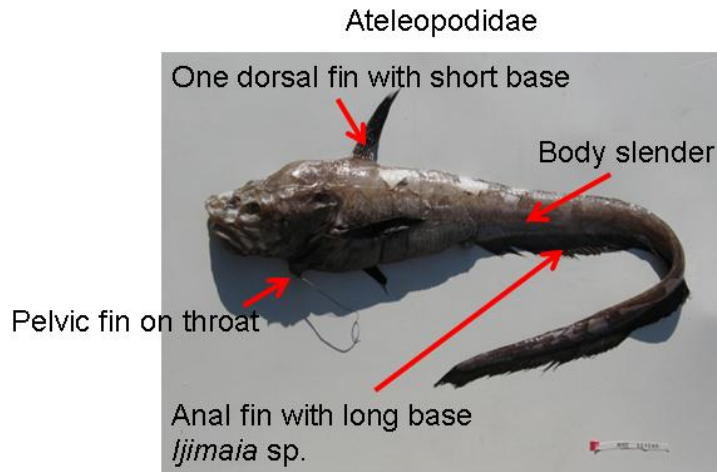 Ateleopodidae
One dorsal fin with short base
Body slender
Pelvic fin on throat
Anal fin with long base
Ijimaia sp.